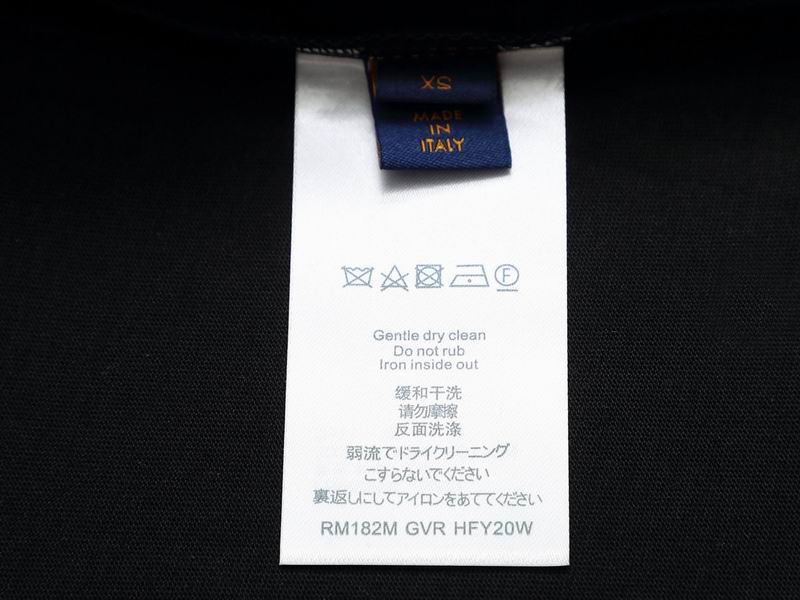 XS
MADE
IN
ITALY
F
Gentle dry clean
Do not rub
Iron inside out
缓和干洗
请勿摩擦
反面洗涤
弱流でドライクリーニング
こすらないでください
裏返しにしてアイロンをあててください
RM182M GVR HFY20W